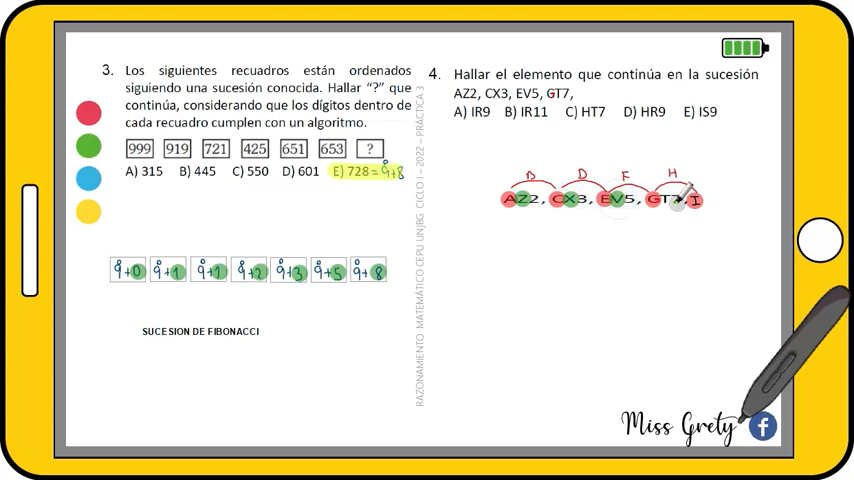 3. Los siguientes recuadros están ordenados
siguiendo una sucesión conocida. Hallar “?” que
continúa, considerando que los dígitos dentro de
cada recuadro cumplen con un algoritmo.
999 919 721 425 651 653 ?
A) 315 B) 445 C) 550 D) 601 E) 728 = 9̊+8
9̊+0 9̊+1 9̊+1 9̊+2 9̊+3 9̊+5 9̊+8
SUCESION DE FIBONACCI
RAZONAMIENTO MATEMÁTICO CEPU UNJBG CICLO I – 2022 – PRÁCTICA 3
4. Hallar el elemento que continúa en la sucesión
AZ2, CX3, EV5, GT7,
A) IR9 B) IR11 C) HT7 D) HR9 E) IS9
B D F H
AZ2, CX3, EV5, GT7, I
Miss Grety f